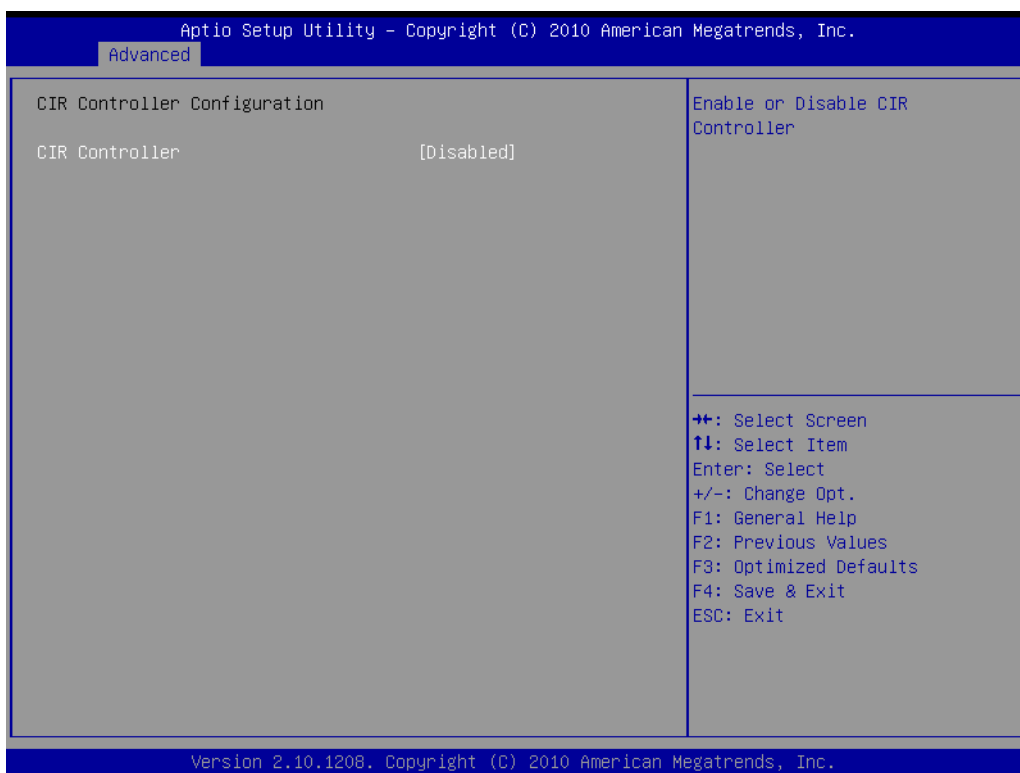 Aptio Setup Utility – Copyright (C) 2010 American Megatrends, Inc.
Advanced
CIR Controller Configuration
CIR Controller [Disabled]
Enable or Disable CIR
Controller
→←: Select Screen
↑↓: Select Item
Enter: Select
+/-: Change Opt.
F1: General Help
F2: Previous Values
F3: Optimized Defaults
F4: Save & Exit
ESC: Exit
Version 2.10.1208. Copyright (C) 2010 American Megatrends, Inc.